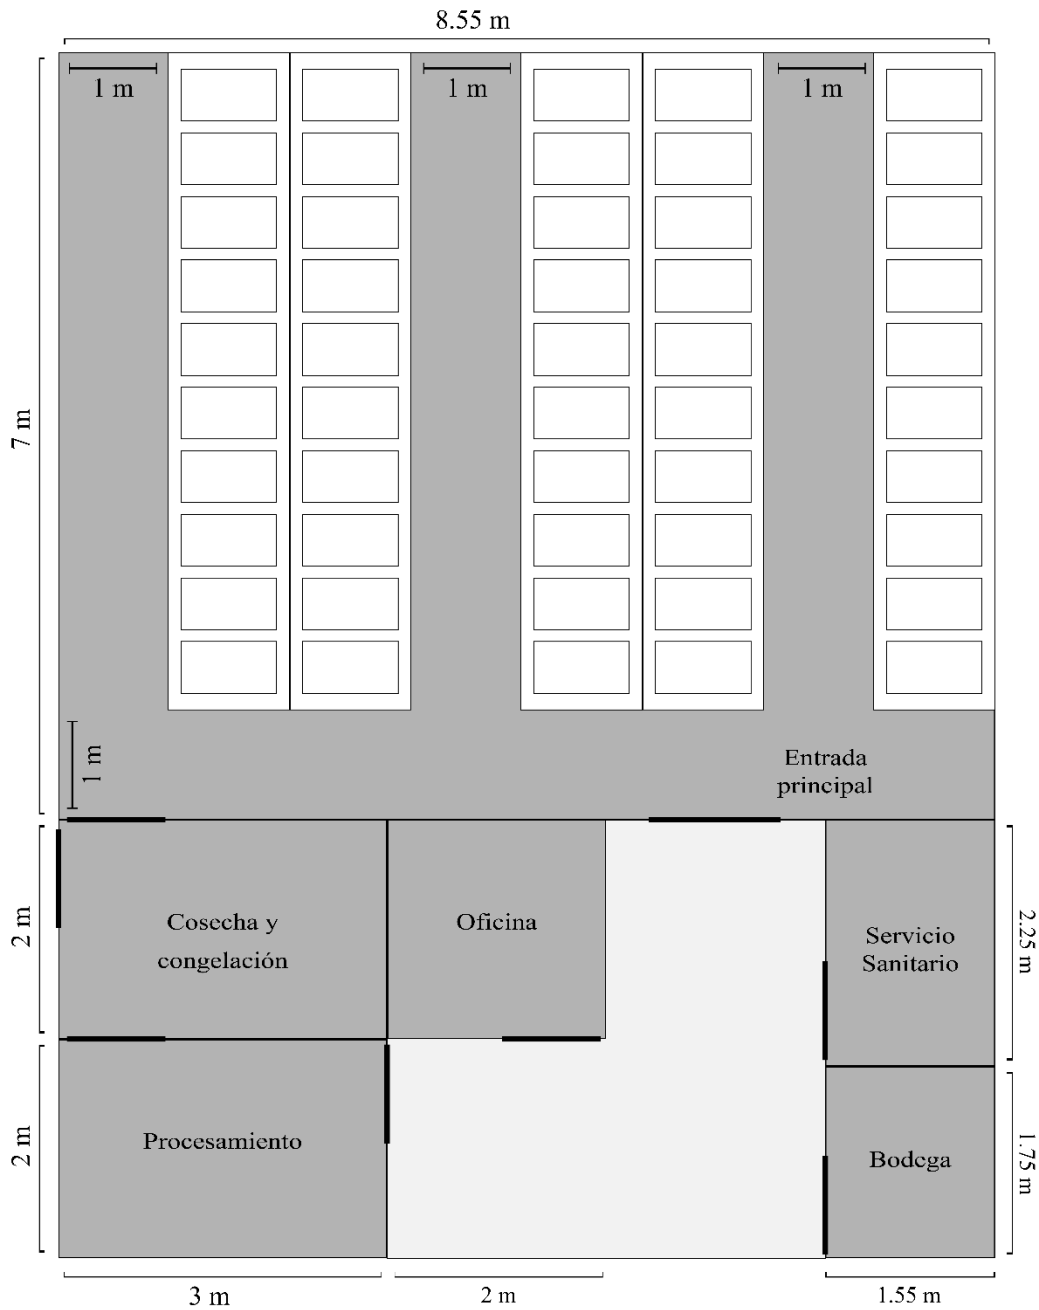 8.55 m
1 m
1 m
1 m
7 m
1 m
Entrada
principal
2 m
Cosecha y
congelación
Oficina
Servicio
Sanitario
2.25 m
2 m
Procesamiento
Bodega
1.75 m
3 m
2 m
1.55 m